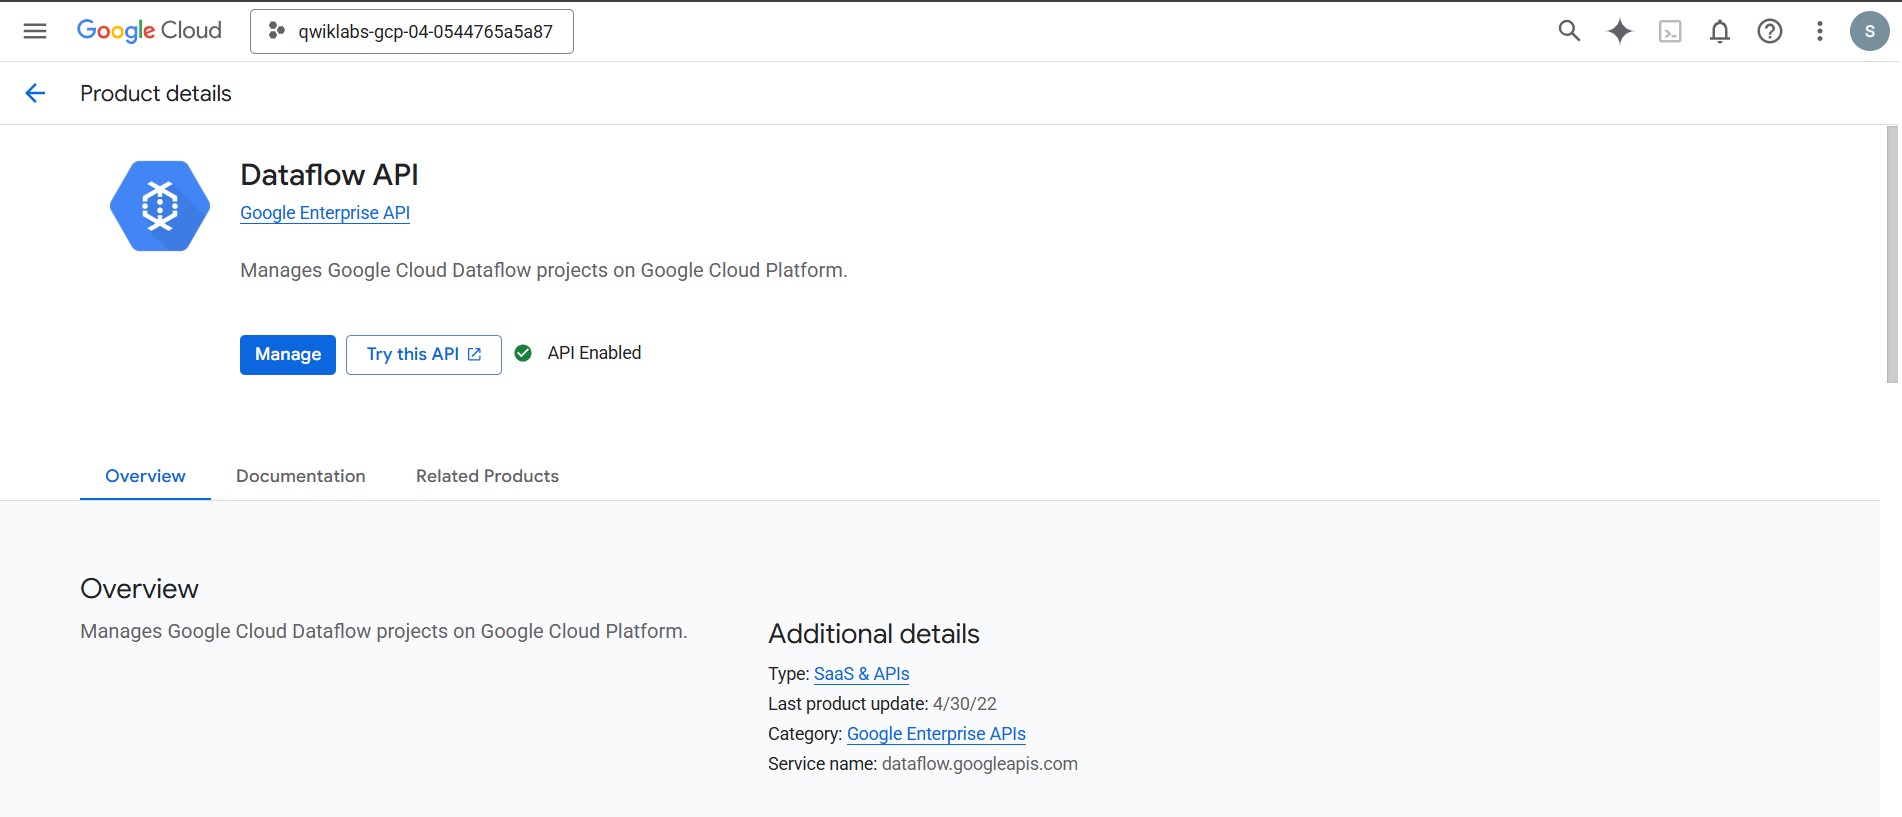 Google Cloud
qwiklabs-gcp-04-0544765a5a87
S
Product details
Dataflow API
Google Enterprise API
Manages Google Cloud Dataflow projects on Google Cloud Platform.
Manage
Try this API
API Enabled
Overview
Documentation
Related Products
Overview
Manages Google Cloud Dataflow projects on Google Cloud Platform.
Additional details
Type: SaaS & APIs
Last product update: 4/30/22
Category: Google Enterprise APIs
Service name: dataflow.googleapis.com